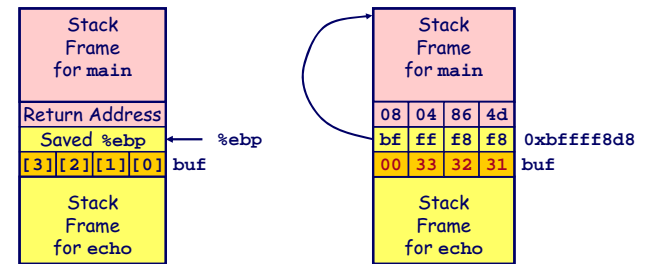 Stack
Frame
for main
Return Address
Saved %ebp
%ebp
[3] [2] [1] [0]
buf
Stack
Frame
for echo
Stack
Frame
for main
08 04 86 4d
bf ff f8 f8
0xbffff8d8
00 33 32 31
buf
Stack
Frame
for echo